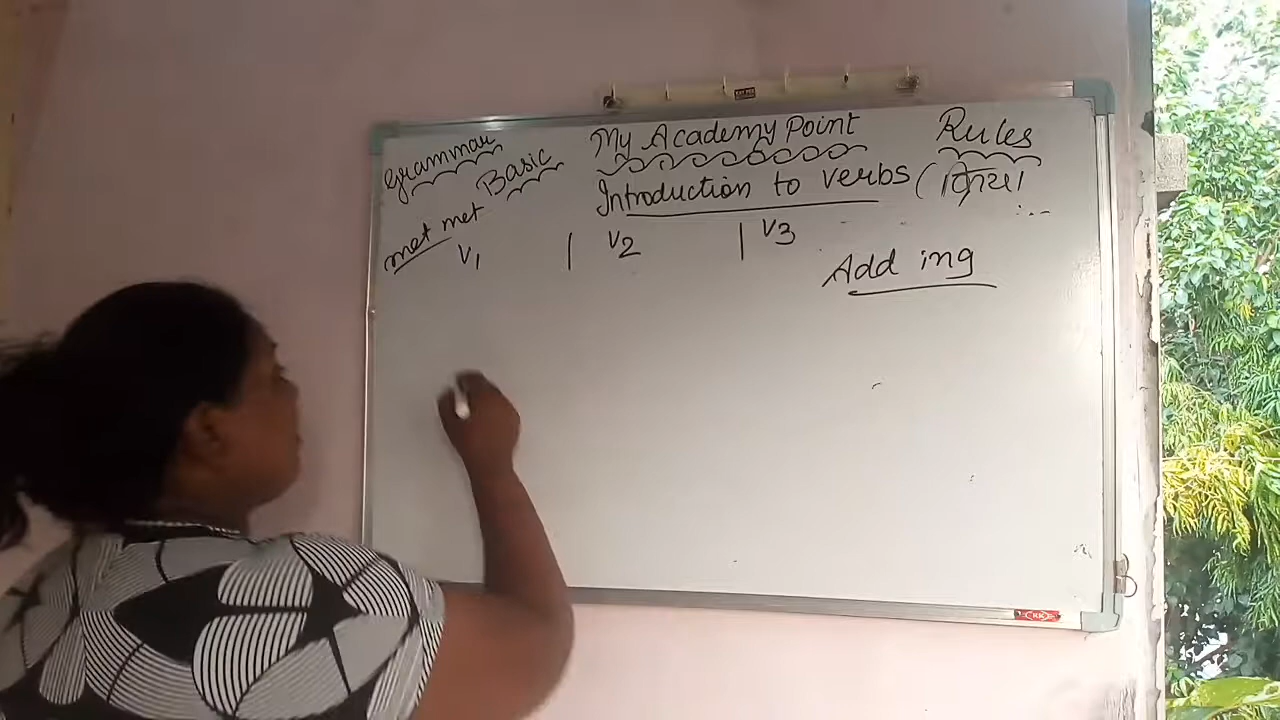 Grammar
Basic
My Academy Point
Rules
Introduction to verbs (क्रिया)
met met
V1 | V2 | V3
Add ing